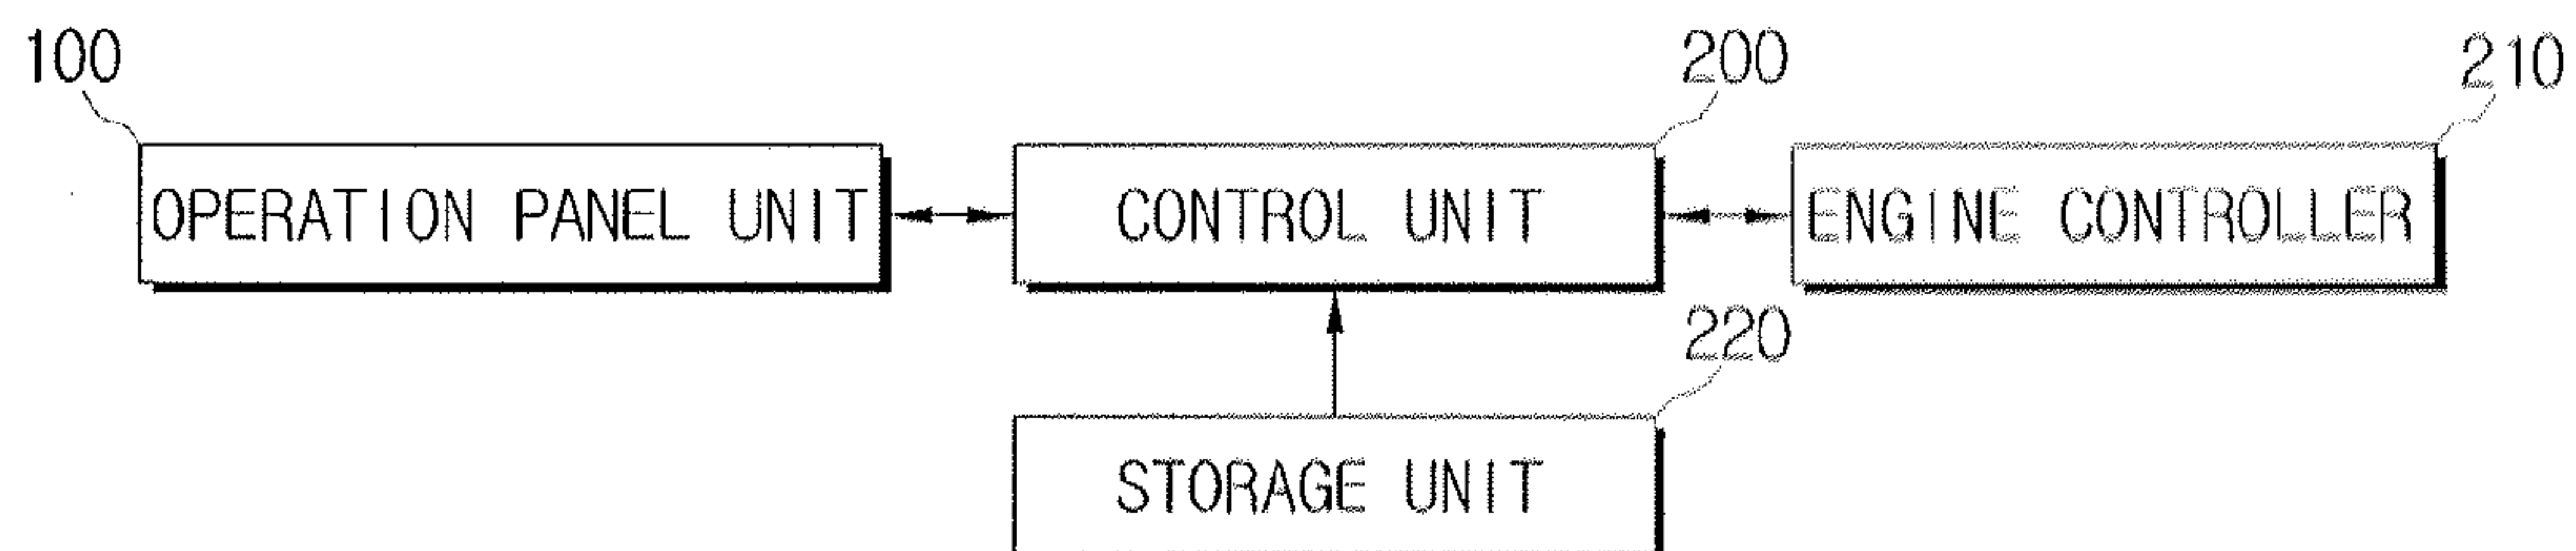 100
200
210
OPERATION PANEL UNIT
CONTROL UNIT
ENGINE CONTROLLER
220
STORAGE UNIT